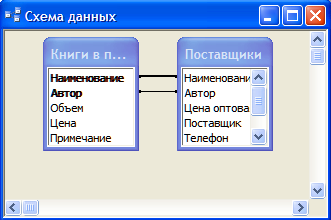 Схема данных
Книги в п...
Наименование
Автор
Объем
Цена
Примечание
Поставщики
Наименовани
Автор
Цена оптова
Поставщик
Телефон